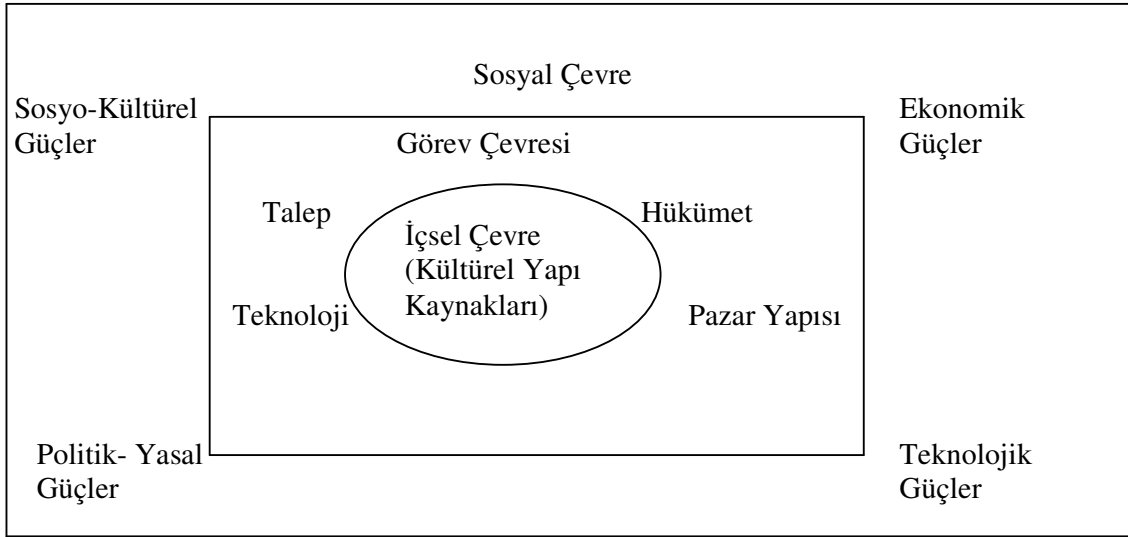 Sosyal Çevre
Sosyo-Kültürel
Güçler
Ekonomik
Güçler
Görev Çevresi
Talep
Hükümet
İçsel Çevre
(Kültürel Yapı
Kaynakları)
Teknoloji
Pazar Yapısı
Politik- Yasal
Güçler
Teknolojik
Güçler